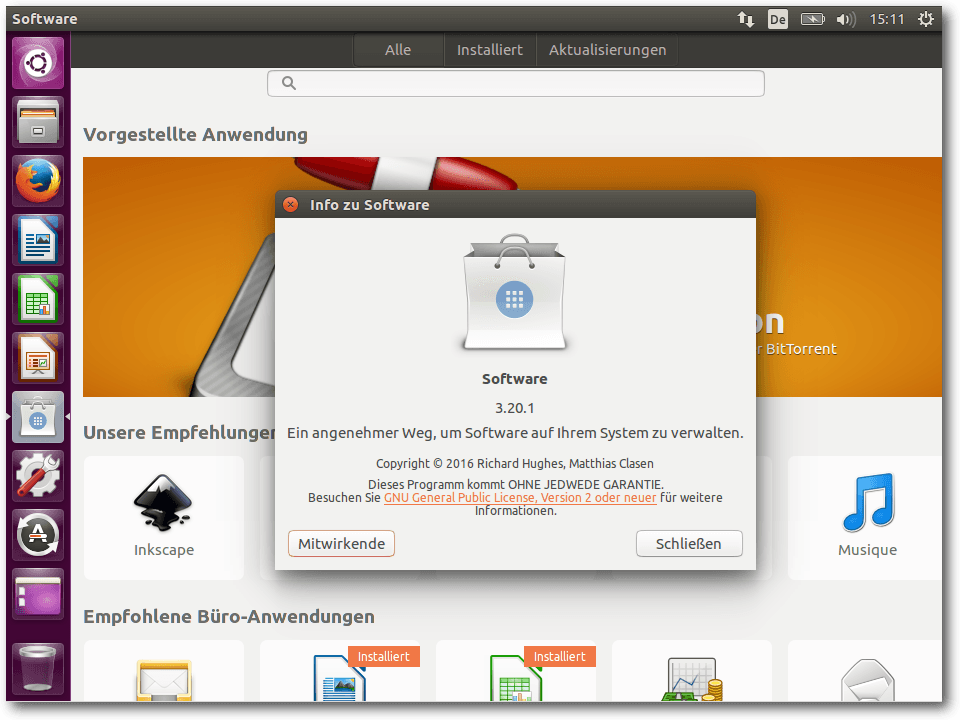 Software
De
15:11
Alle
Installiert
Aktualisierungen
Vorgestellte Anwendung
Info zu Software
on
r BitTorrent
Software
3.20.1
Ein angenehmer Weg, um Software auf Ihrem System zu verwalten.
Copyright © 2016 Richard Hughes, Matthias Clasen
Dieses Programm kommt OHNE JEDWEDE GARANTIE.
Besuchen Sie GNU General Public License, Version 2 oder neuer für weitere
Informationen.
Mitwirkende
Schließen
Unsere Empfehlungen
Inkscape
Musique
Empfohlene Büro-Anwendungen
Installiert
Installiert